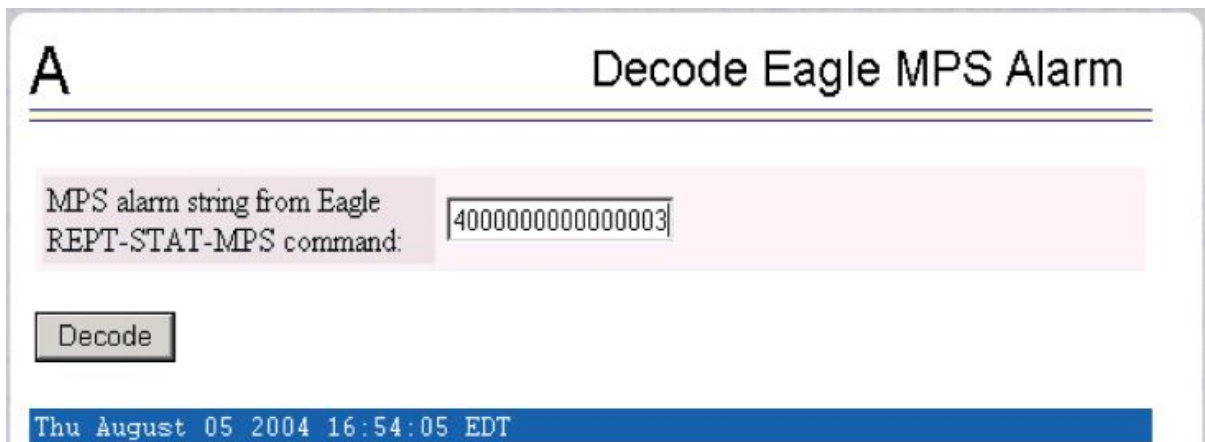 A
Decode Eagle MPS Alarm
MPS alarm string from Eagle
REPT-STAT-MPS command:
4000000000000003
Decode
Thu August 05 2004 16:54:05 EDT